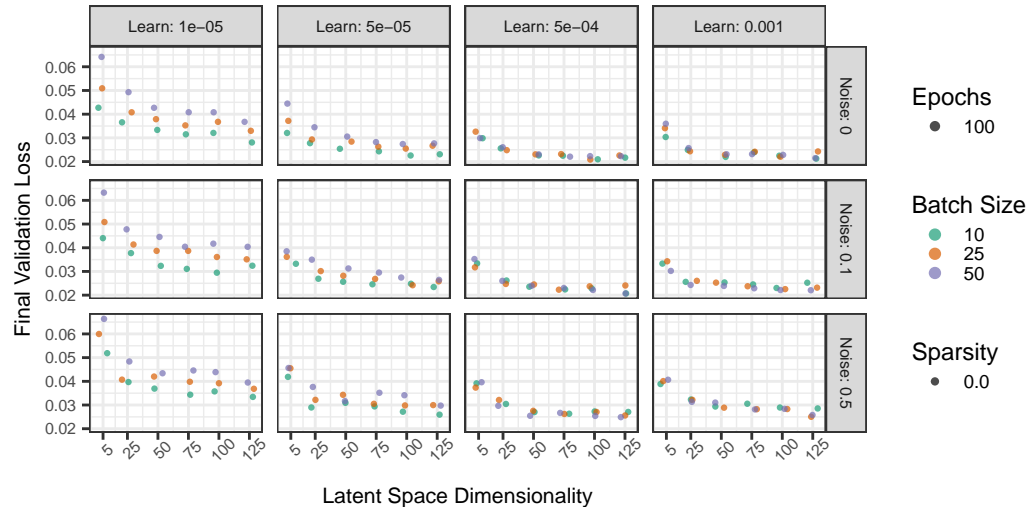 Learn: 1e−05 Learn: 5e−05 Learn: 5e−04 Learn: 0.001
Final Validation Loss
0.06
0.05
0.04
0.03
0.02
Noise: 0
0.06
0.05
0.04
0.03
0.02
Noise: 0.1
0.06
0.05
0.04
0.03
0.02
Noise: 0.5
5 25 50 75 100 125 5 25 50 75 100 125 5 25 50 75 100 125 5 25 50 75 100 125
Latent Space Dimensionality
Epochs
100
Batch Size
10
25
50
Sparsity
0.0